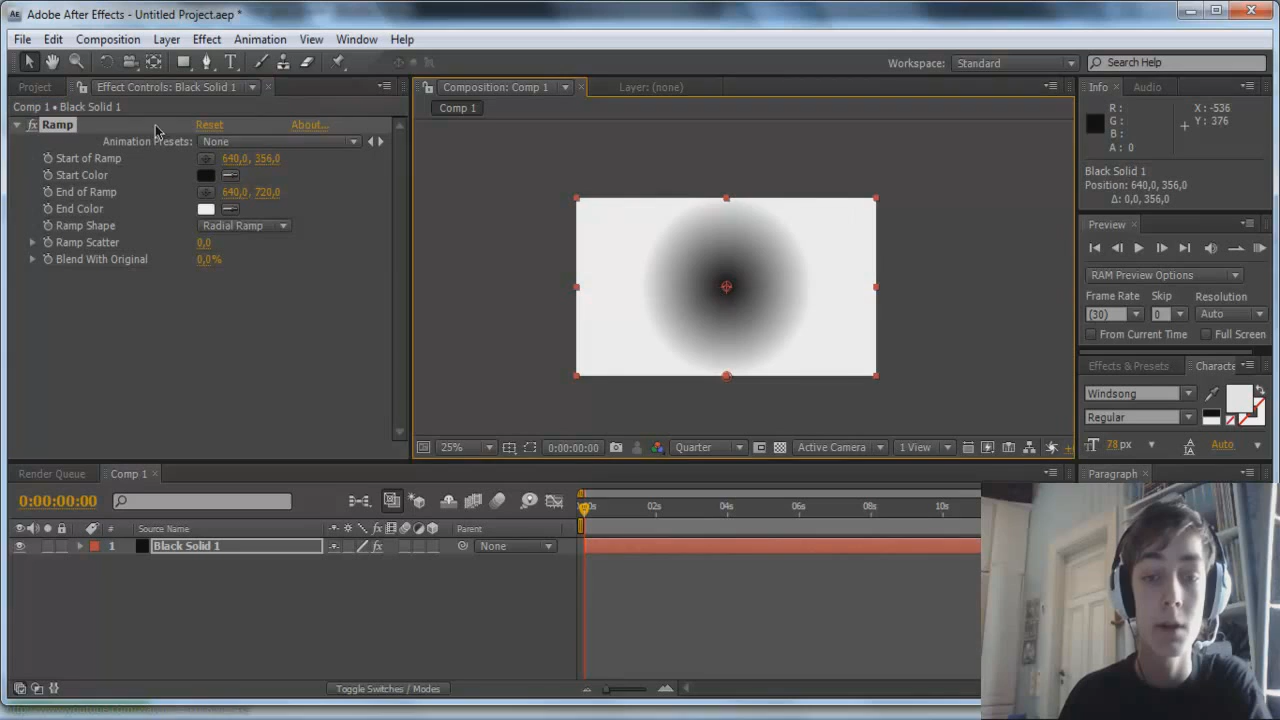 Adobe After Effects - Untitled Project.aep *
File Edit Composition Layer Effect Animation View Window Help
Workspace: Standard Search Help
Project Effect Controls: Black Solid 1 Composition: Comp 1 Layer: (none) Info Audio
Comp 1 • Black Solid 1 Comp 1
R: G: B: A: 0
X: -536
Y: 376
fx Ramp Reset About...
Animation Presets: None
Start of Ramp 640,0, 356,0
Start Color
End of Ramp 640,0, 720,0
End Color
Ramp Shape Radial Ramp
Ramp Scatter 0,0
Blend With Original 0,0%
Black Solid 1
Position: 640,0, 356,0
Δ: 0,0, 356,0
Preview
RAM Preview Options
Frame Rate Skip Resolution
(30) 0 Auto
From Current Time Full Screen
Effects & Presets Characte
Windsong
Regular
78 px Auto
25% 0:00:00:00 Quarter Active Camera 1 View
Paragraph
Render Queue Comp 1
0:00:00:00
02s 04s 06s 08s 10s
# Source Name fx Parent
1 Black Solid 1 fx None
Toggle Switches / Modes